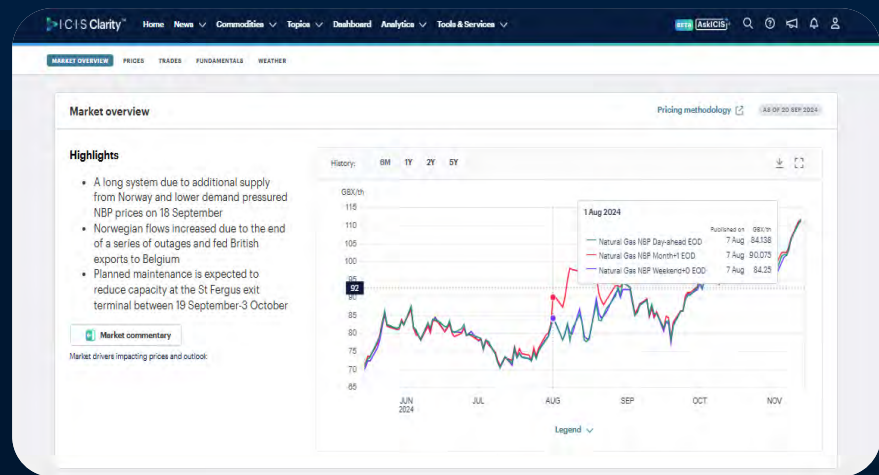 ICIS Clarity™ Home News Commodities Topics Dashboard Analytics Tools & Services BETA AskICIS
MARKET OVERVIEW PRICES TRADES FUNDAMENTALS WEATHER
Market overview
Pricing methodology AS OF 20 SEP 2024
Highlights
• A long system due to additional supply
from Norway and lower demand pressured
NBP prices on 18 September
• Norwegian flows increased due to the end
of a series of outages and fed British
exports to Belgium
• Planned maintenance is expected to
reduce capacity at the St Fergus exit
terminal between 19 September-3 October
Market commentary
Market drivers impacting prices and outlook
History: 6M 1Y 2Y 5Y
GBX/th
115
110
105
100
95
92
90
85
80
75
70
65
1 Aug 2024
Published on GBX/th
Natural Gas NBP Day-ahead EOD 7 Aug 84.138
Natural Gas NBP Month+1 EOD 7 Aug 90.075
Natural Gas NBP Weekend+0 EOD 7 Aug 84.25
JUN JUL AUG SEP OCT NOV
2024
Legend